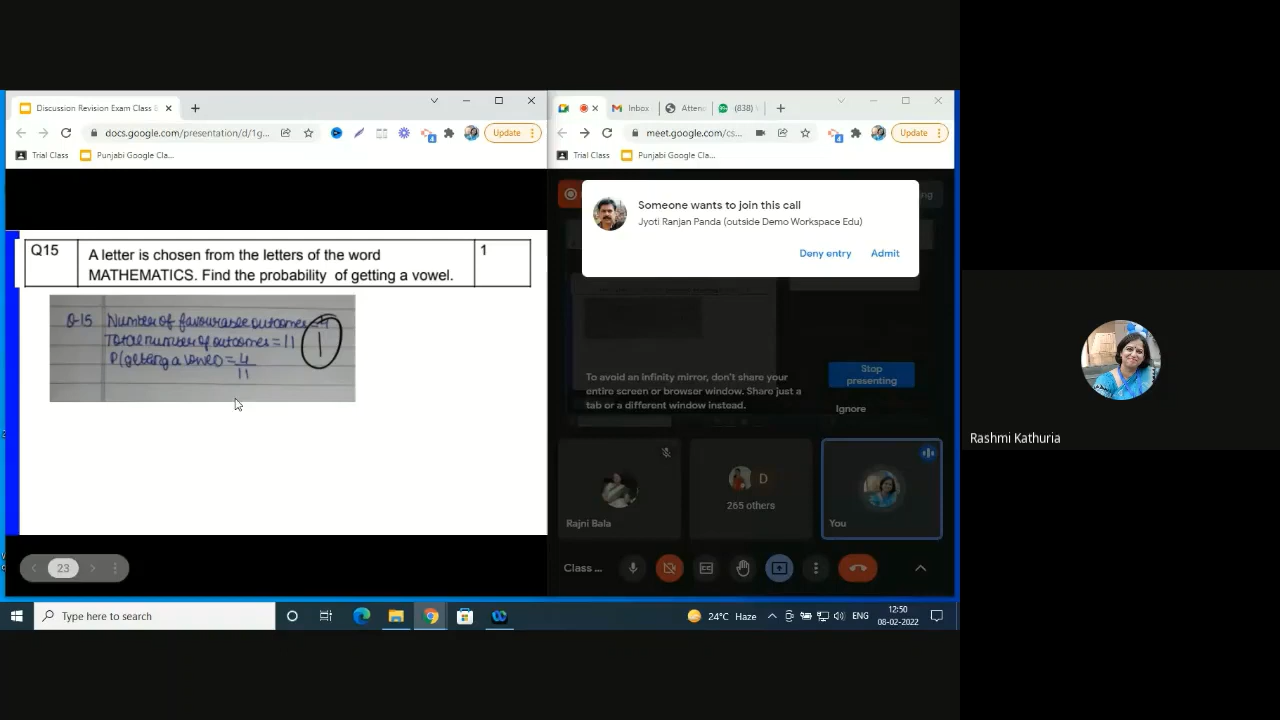 Discussion Revision Exam Class
docs.google.com/presentation/d/1g...
Update
Trial Class
Punjabi Google Cla...
Q15
A letter is chosen from the letters of the word
MATHEMATICS. Find the probability of getting a vowel.
1
Q-15 Number of favourable outcomes = 4
Total number of outcomes = 11
P(getting a vowel) = 4
11
1
23
Inbox
Atten
(838)
meet.google.com/cs...
Update
Trial Class
Punjabi Google Cla...
Someone wants to join this call
Jyoti Ranjan Panda (outside Demo Workspace Edu)
Deny entry
Admit
To avoid an infinity mirror, don't share your
entire screen or browser window. Share just a
tab or a different window instead.
Stop
presenting
Ignore
Rajni Bala
D
265 others
You
Class ...
Type here to search
24°C Haze
ENG
12:50
08-02-2022
Rashmi Kathuria